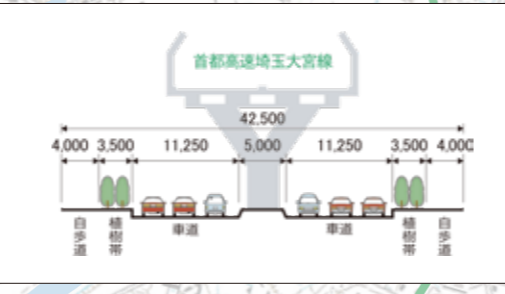 首都高速埼玉大宮線
42,500
4,000 3,500 11,250 5,000 11,250 3,500 4,000
自歩道 植樹帯 車道 車道 植樹帯 自歩道